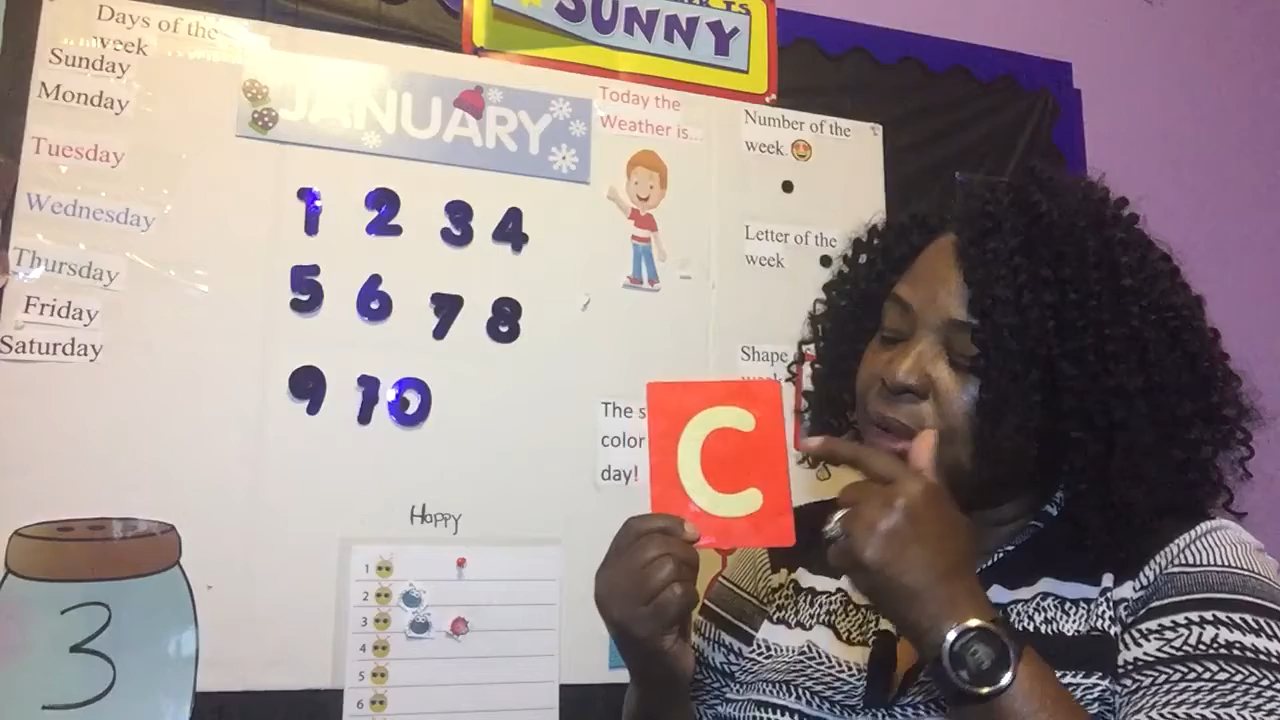 SUNNY
Days of the
week
Sunday
Monday
Tuesday
Wednesday
Thursday
Friday
Saturday
JANUARY
1 2 3 4
5 6 7 8
9 10
Today the
Weather is...
Number of the
week
Letter of the
week
Shape
The s
color
day!
C
Happy
1
2
3
4
5
6
3